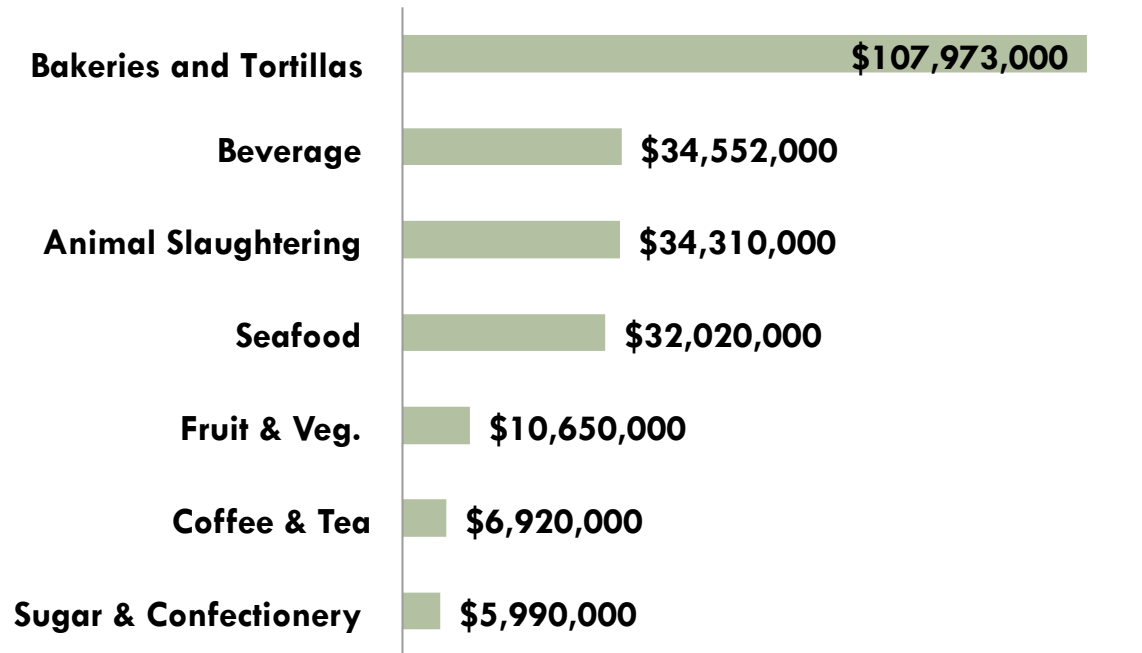 Bakeries and Tortillas $107,973,000
Beverage $34,552,000
Animal Slaughtering $34,310,000
Seafood $32,020,000
Fruit & Veg. $10,650,000
Coffee & Tea $6,920,000
Sugar & Confectionery $5,990,000